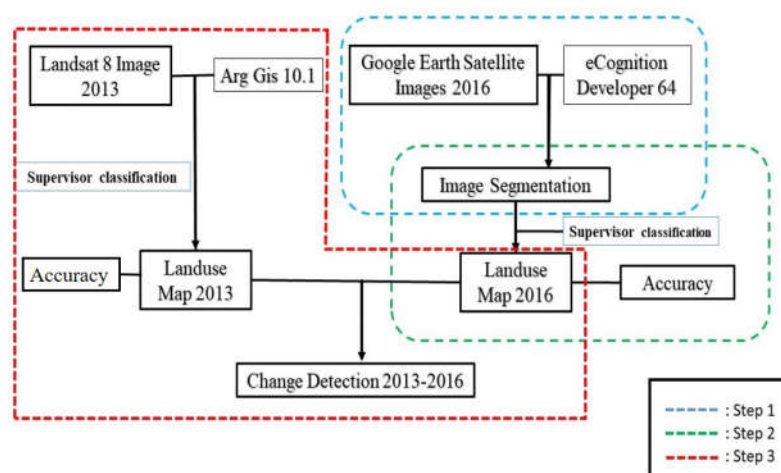 Landsat 8 Image
2013
Arg Gis 10.1
Google Earth Satellite
Images 2016
eCognition
Developer 64
Supervisor classification
Image Segmentation
Supervisor classification
Accuracy
Landuse
Map 2013
Landuse
Map 2016
Accuracy
Change Detection 2013-2016
: Step 1
: Step 2
: Step 3